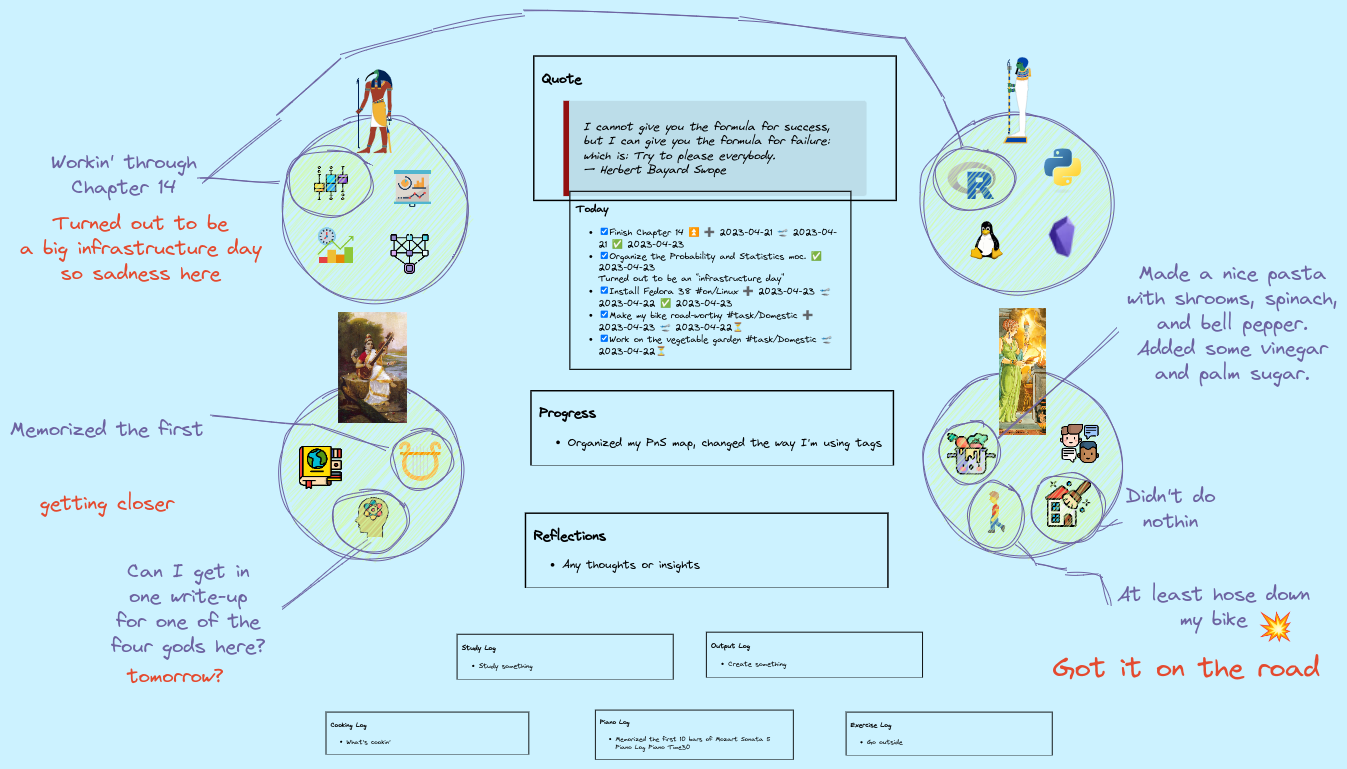 Quote
I cannot give you the formula for success,
but I can give you the formula for failure:
which is: Try to please everybody.
— Herbert Bayard Swope
Workin' through
Chapter 14
Turned out to be
a big infrastructure day
so sadness here
Today
Finish Chapter 14 ⏫ ➕ 2023-04-21 🛫 2023-04-
21 ✅ 2023-04-23
Organize the Probability and Statistics moc. ✅
2023-04-23
Turned out to be an "infrastructure day"
Install Fedora 38 #on/Linux ➕ 2023-04-23 🛫
2023-04-22 ✅ 2023-04-23
Make my bike road-worthy #task/Domestic ➕
2023-04-23 🛫 2023-04-22⏳
Work on the vegetable garden #task/Domestic 🛫
2023-04-22⏳
Made a nice pasta
with shrooms, spinach,
and bell pepper.
Added some vinegar
and palm sugar.
Memorized the first
getting closer
Can I get in
one write-up
for one of the
four gods here?
tomorrow?
Progress
• Organized my PnS map, changed the way I'm using tags
Reflections
• Any thoughts or insights
Didn't do
nothin
At least hose down
my bike 💥
Got it on the road
Study Log
• Study something
Output Log
• Create something
Cooking Log
• What's cookin'
Piano Log
• Memorized the first 10 bars of Mozart Sonata 5
Piano Log Piano Time30
Exercise Log
• Go outside
R